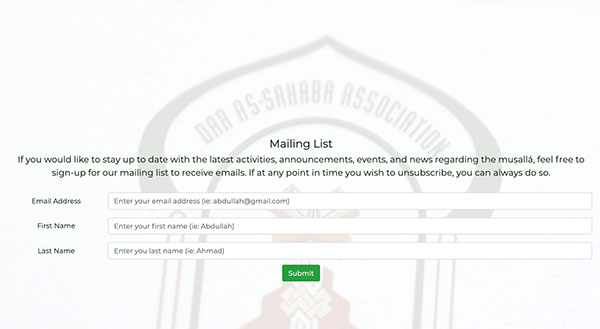 DAR AS-SAHABA ASSOCIATION
Mailing List
If you would like to stay up to date with the latest activities, announcements, events, and news regarding the muṣallá, feel free to
sign-up for our mailing list to receive emails. If at any point in time you wish to unsubscribe, you can always do so.
Email Address
Enter your email address (ie: abdullah@gmail.com)
First Name
Enter your first name (ie: Abdullah)
Last Name
Enter you last name (ie: Ahmad)
Submit